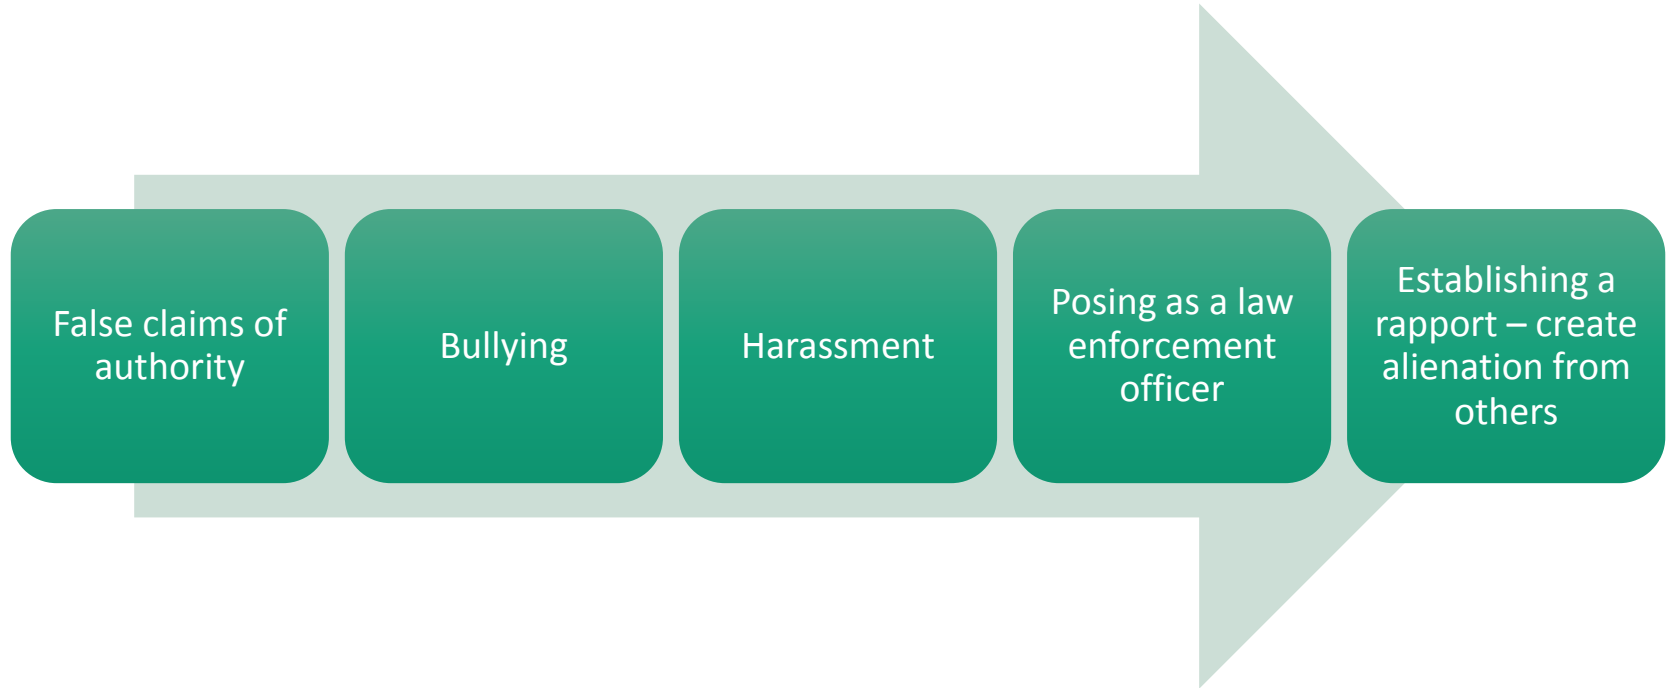 False claims of
authority
Bullying
Harassment
Posing as a law
enforcement
officer
Establishing a
rapport – create
alienation from
others